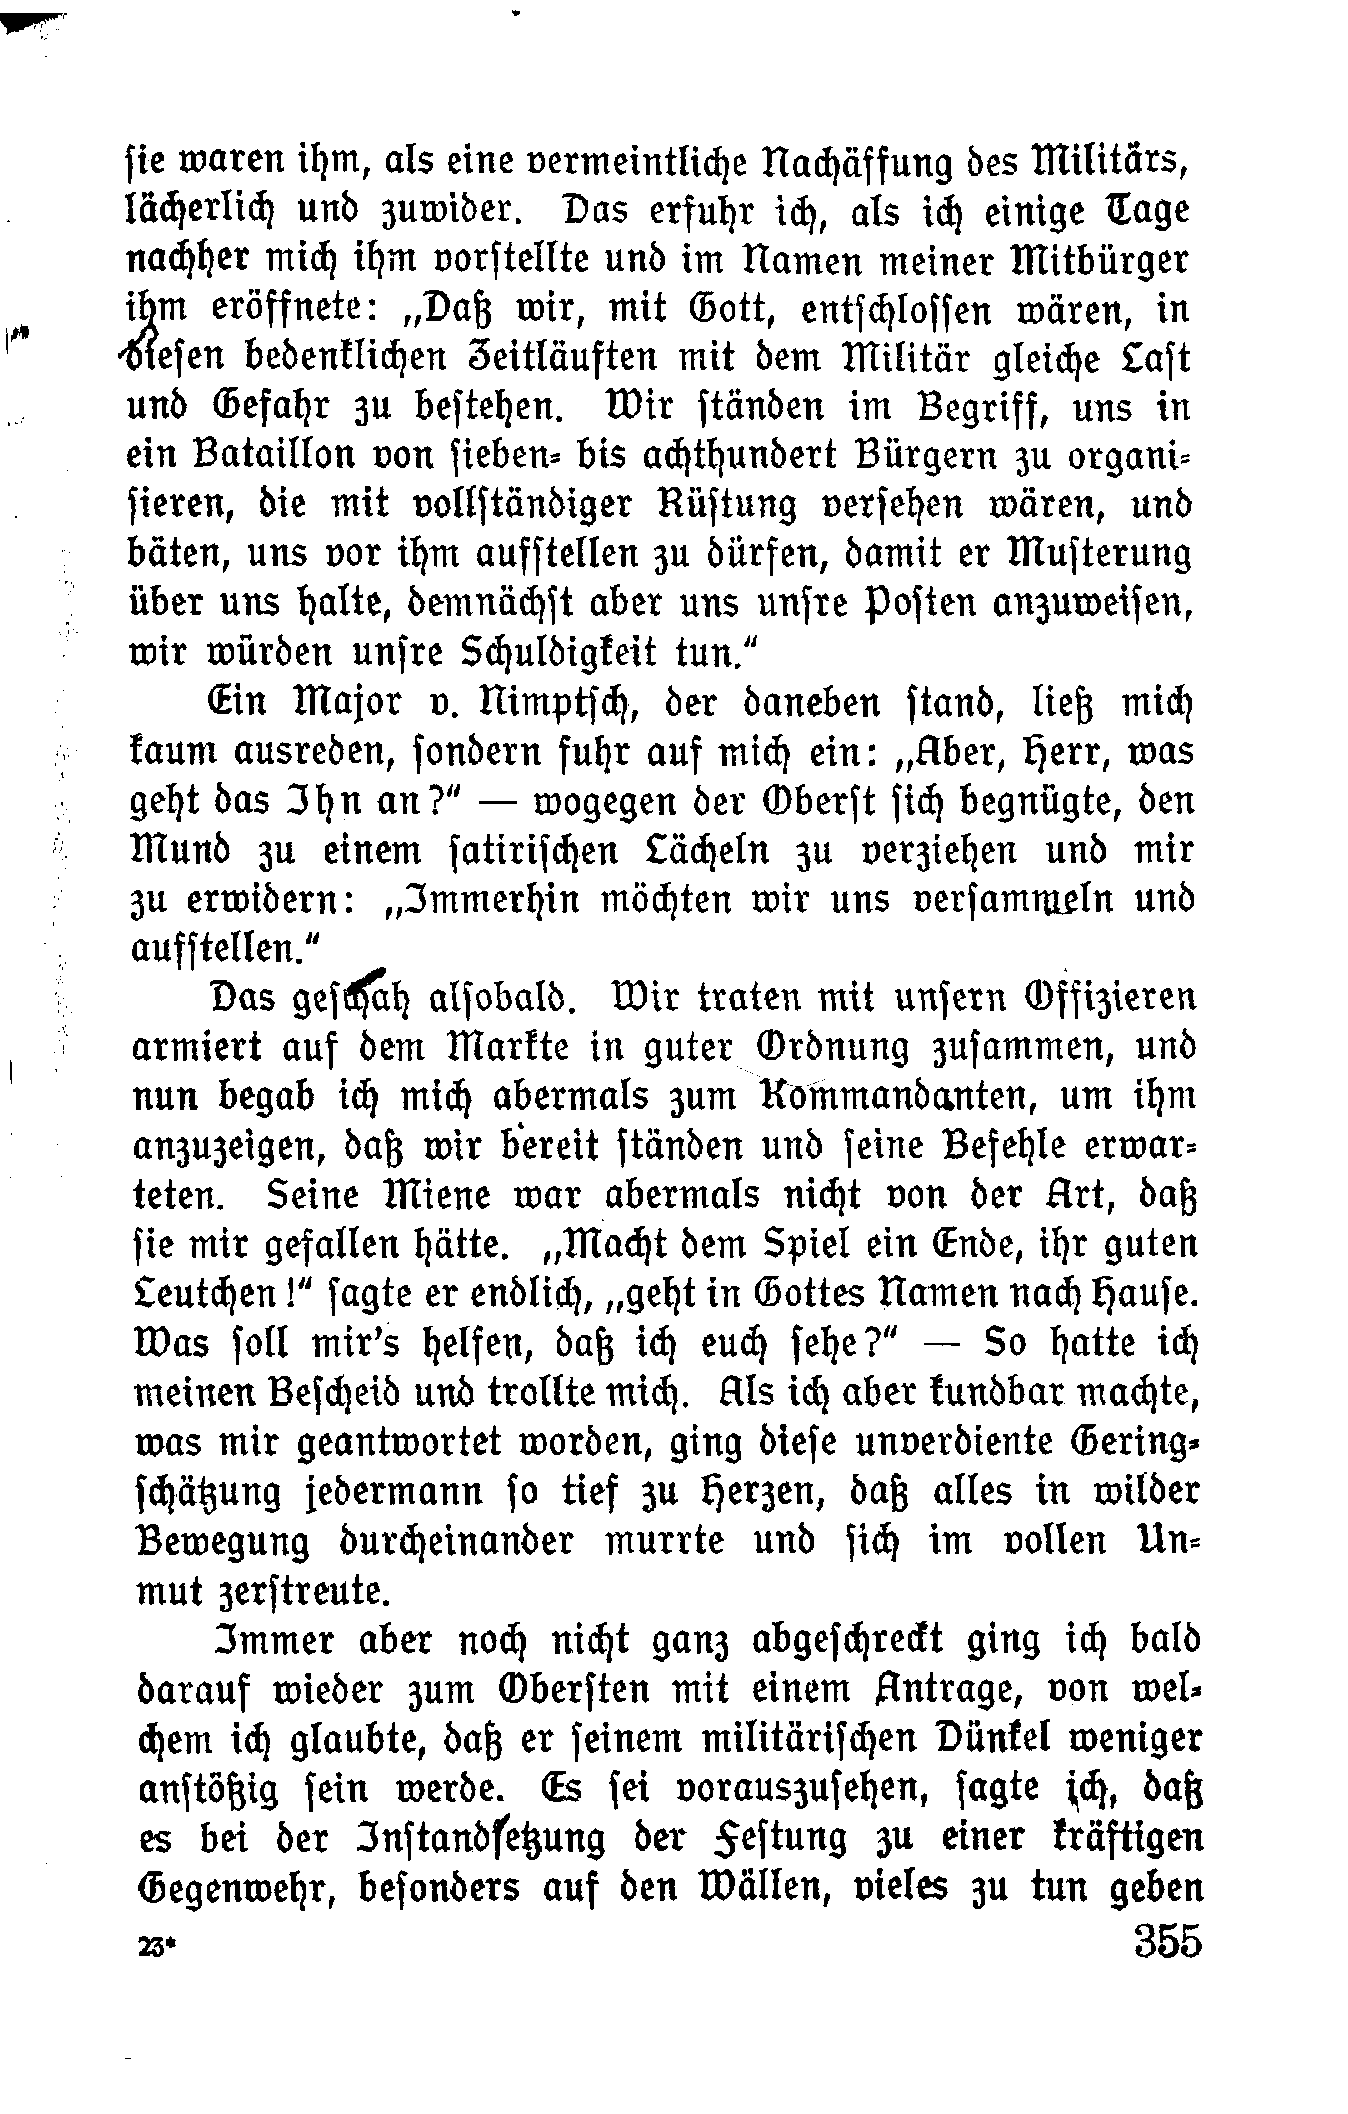 sie waren ihm, als eine vermeintliche Nachäffung des Militärs,
lächerlich und zuwider. Das erfuhr ich, als ich einige Tage
nachher mich ihm vorstellte und im Namen meiner Mitbürger
ihm eröffnete: „Daß wir, mit Gott, entschlossen wären, in
diesen bedenklichen Zeitläuften mit dem Militär gleiche Last
und Gefahr zu bestehen. Wir ständen im Begriff, uns in
ein Bataillon von sieben- bis achthundert Bürgern zu organi-
sieren, die mit vollständiger Rüstung versehen wären, und
bäten, uns vor ihm aufstellen zu dürfen, damit er Musterung
über uns halte, demnächst aber uns unsre Posten anzuweisen,
wir würden unsre Schuldigkeit tun.“
Ein Major v. Nimptsch, der daneben stand, ließ mich
kaum ausreden, sondern fuhr auf mich ein: „Aber, Herr, was
geht das Ihn an?“ — wogegen der Oberst sich begnügte, den
Mund zu einem satirischen Lächeln zu verziehen und mir
zu erwidern: „Immerhin möchten wir uns versammeln und
aufstellen.“
Das geschah alsobald. Wir traten mit unsern Offizieren
armiert auf dem Markte in guter Ordnung zusammen, und
nun begab ich mich abermals zum Kommandanten, um ihm
anzuzeigen, daß wir bereit ständen und seine Befehle erwar-
teten. Seine Miene war abermals nicht von der Art, daß
sie mir gefallen hätte. „Macht dem Spiel ein Ende, ihr guten
Leutchen!“ sagte er endlich, „geht in Gottes Namen nach Hause.
Was soll mir's helfen, daß ich euch sehe?“ — So hatte ich
meinen Bescheid und trollte mich. Als ich aber kundbar machte,
was mir geantwortet worden, ging diese unverdiente Gering-
schätzung jedermann so tief zu Herzen, daß alles in wilder
Bewegung durcheinander murrte und sich im vollen Un-
mut zerstreute.
Immer aber noch nicht ganz abgeschreckt ging ich bald
darauf wieder zum Obersten mit einem Antrage, von wel-
chem ich glaubte, daß er seinem militärischen Dünkel weniger
anstößig sein werde. Es sei vorauszusehen, sagte ich, daß
es bei der Instandsetzung der Festung zu einer kräftigen
Gegenwehr, besonders auf den Wällen, vieles zu tun geben
23*
355